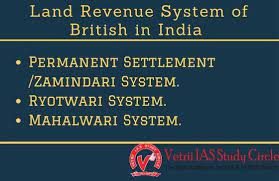 Land Revenue System of
British in India
• Permanent Settlement
/Zamindari System.
• Ryotwari System.
• Mahalwari System.
Vetrii IAS Study Circle